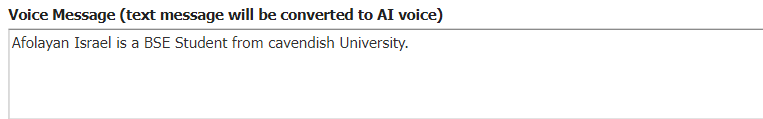 Voice Message (text message will be converted to AI voice)
Afolayan Israel is a BSE Student from cavendish University.